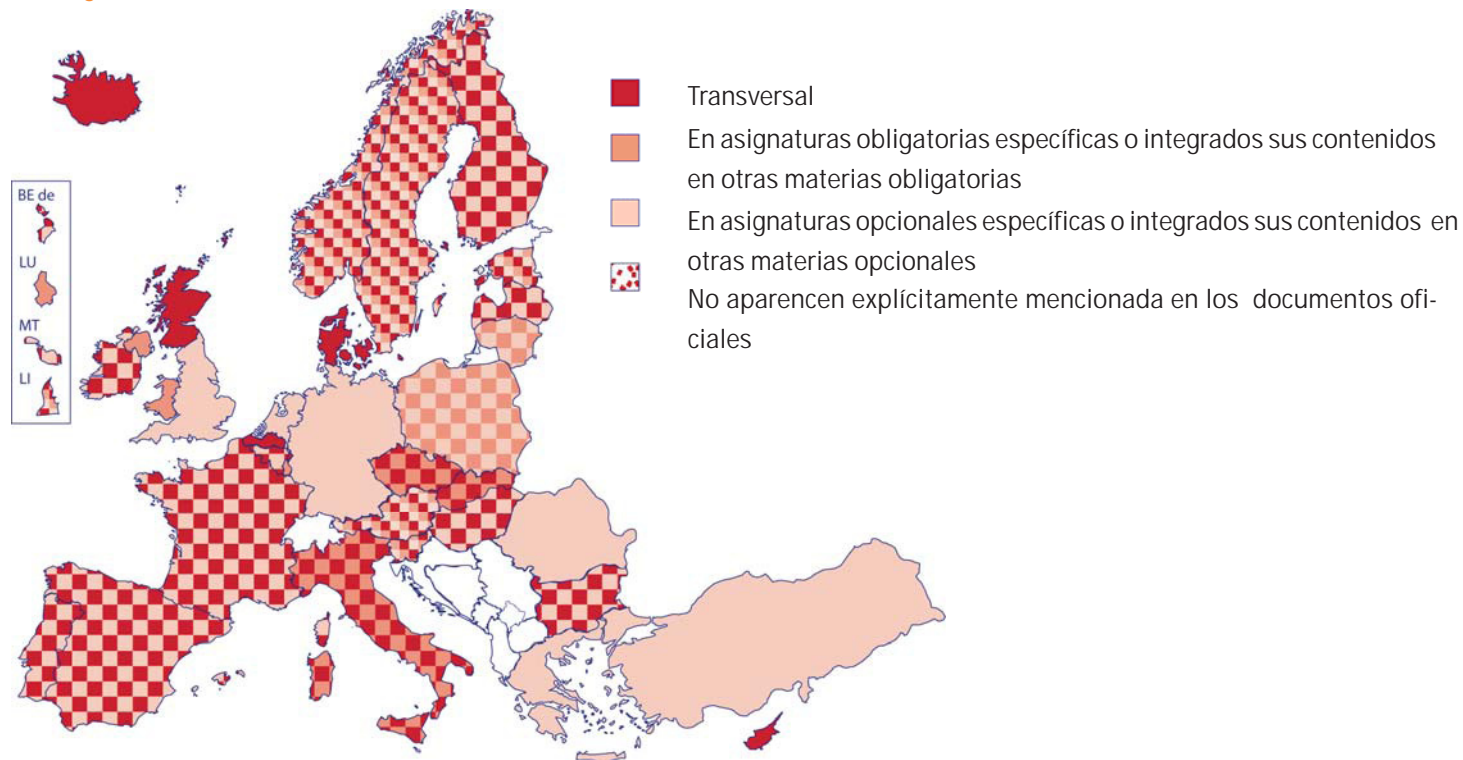 BE de
LU
MT
LI
Transversal
En asignaturas obligatorias específicas o integrados sus contenidos
en otras materias obligatorias
En asignaturas opcionales específicas o integrados sus contenidos en
otras materias opcionales
No aparencen explícitamente mencionada en los documentos ofi-
ciales